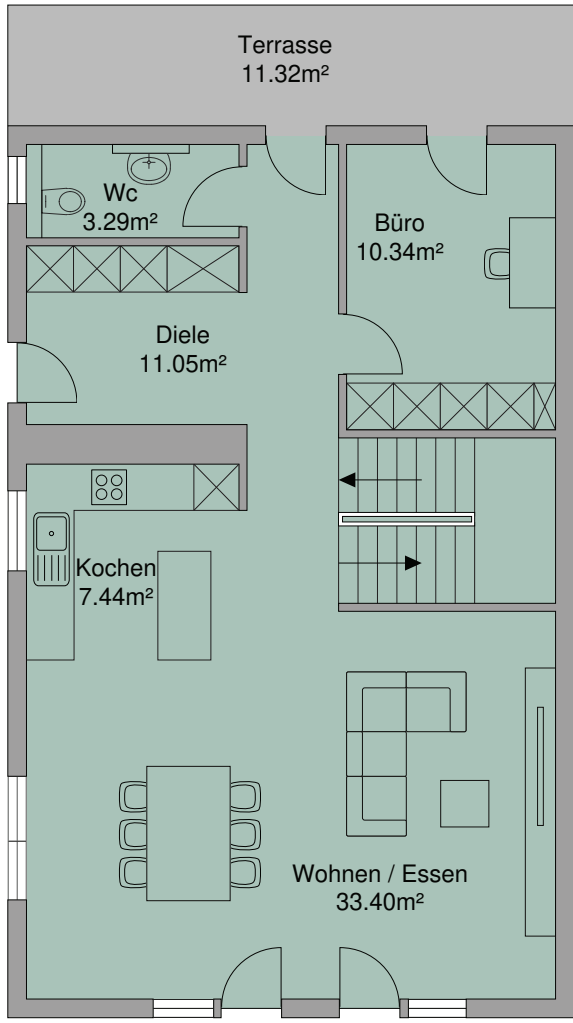 Terrasse
11.32m²
Wc
3.29m²
Büro
10.34m²
Diele
11.05m²
Kochen
7.44m²
Wohnen / Essen
33.40m²